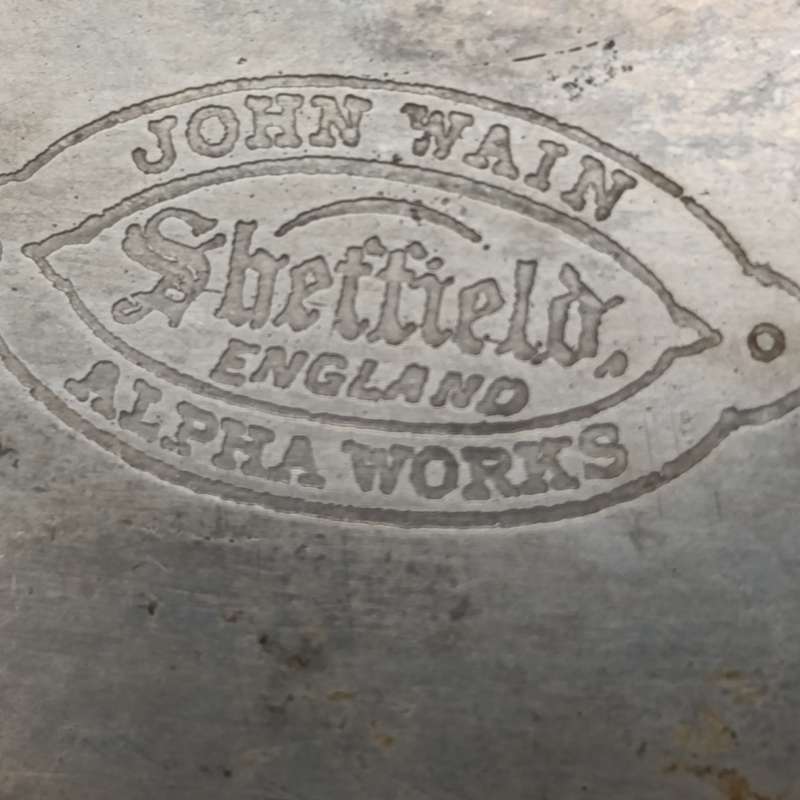 JOHN WAIN
Sheffield,
ENGLAND
ALPHA WORKS